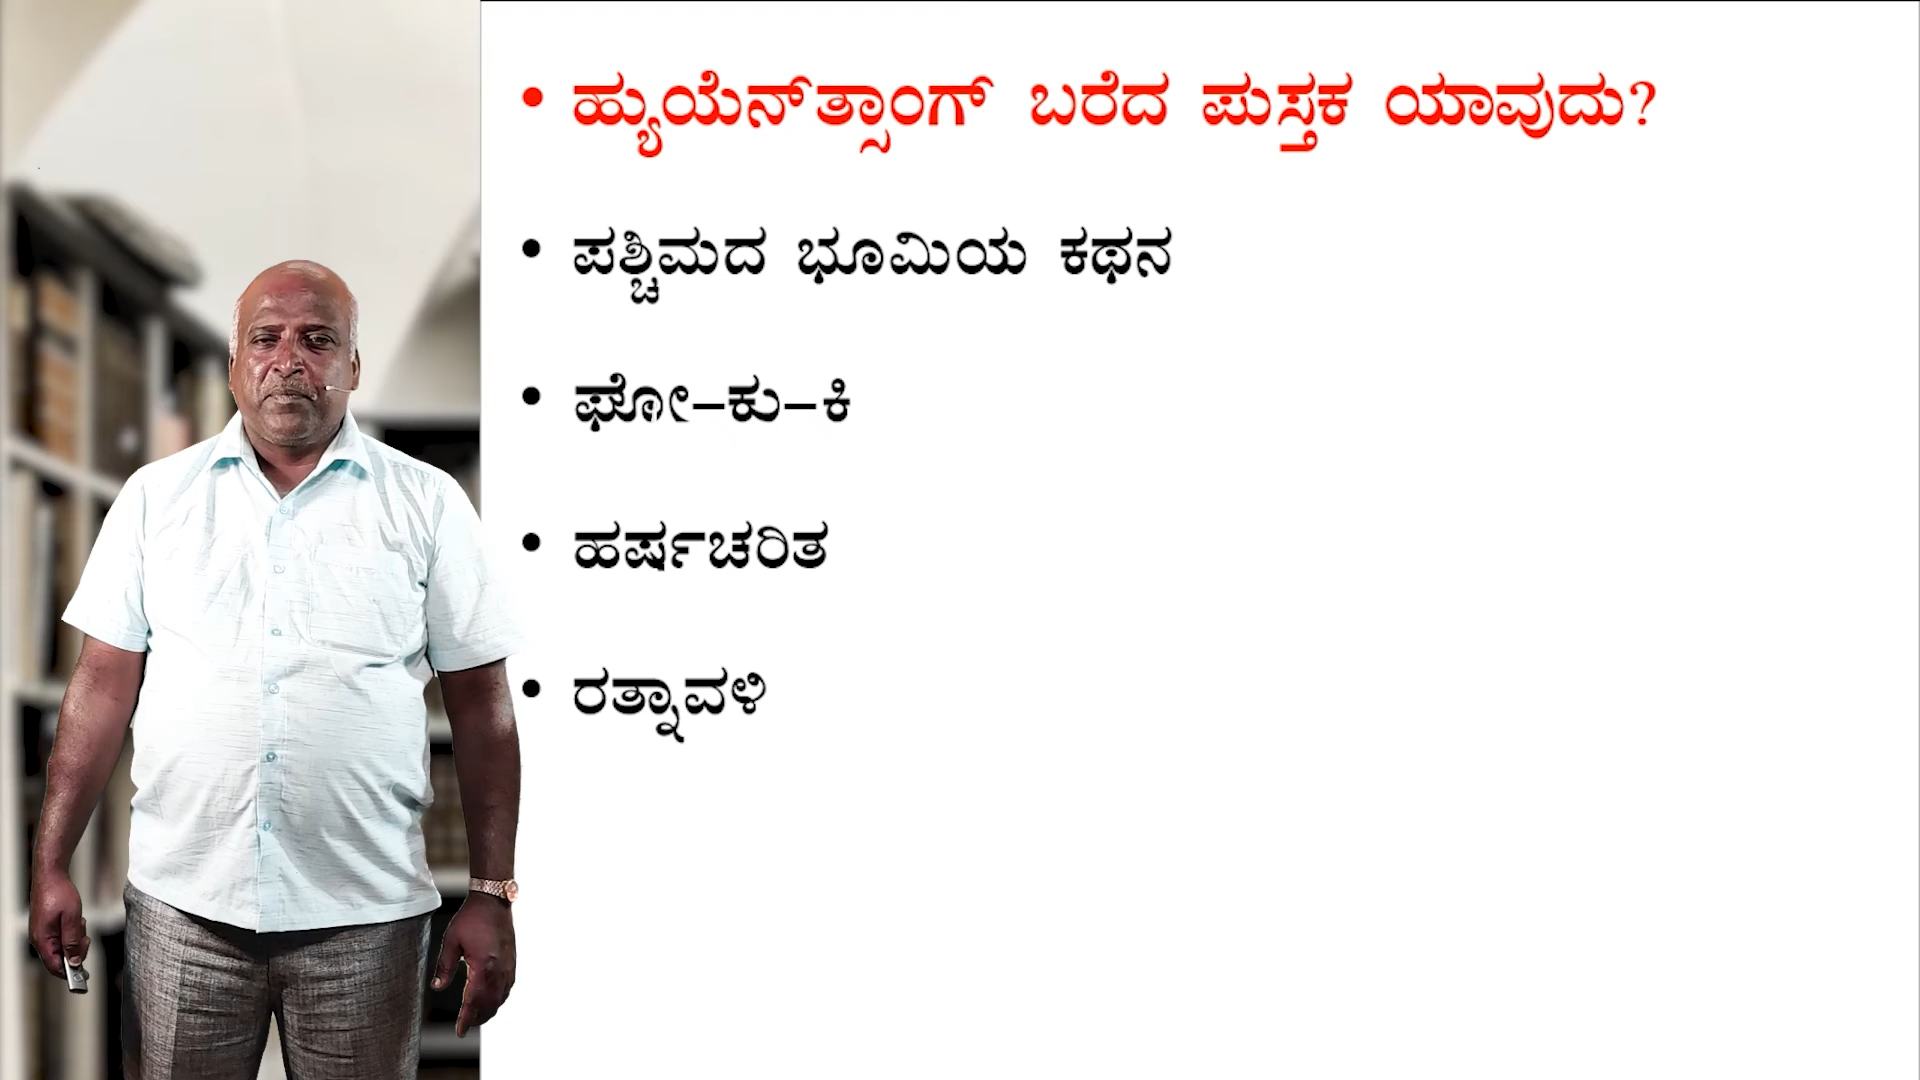 • ಹ್ಯುಯೆನ್‌ತ್ಸಾಂಗ್ ಬರೆದ ಪುಸ್ತಕ ಯಾವುದು?
• ಪಶ್ಚಿಮದ ಭೂಮಿಯ ಕಥನ
• ಘೋ-ಕು-ಕಿ
• ಹರ್ಷಚರಿತ
• ರತ್ನಾವಳಿ